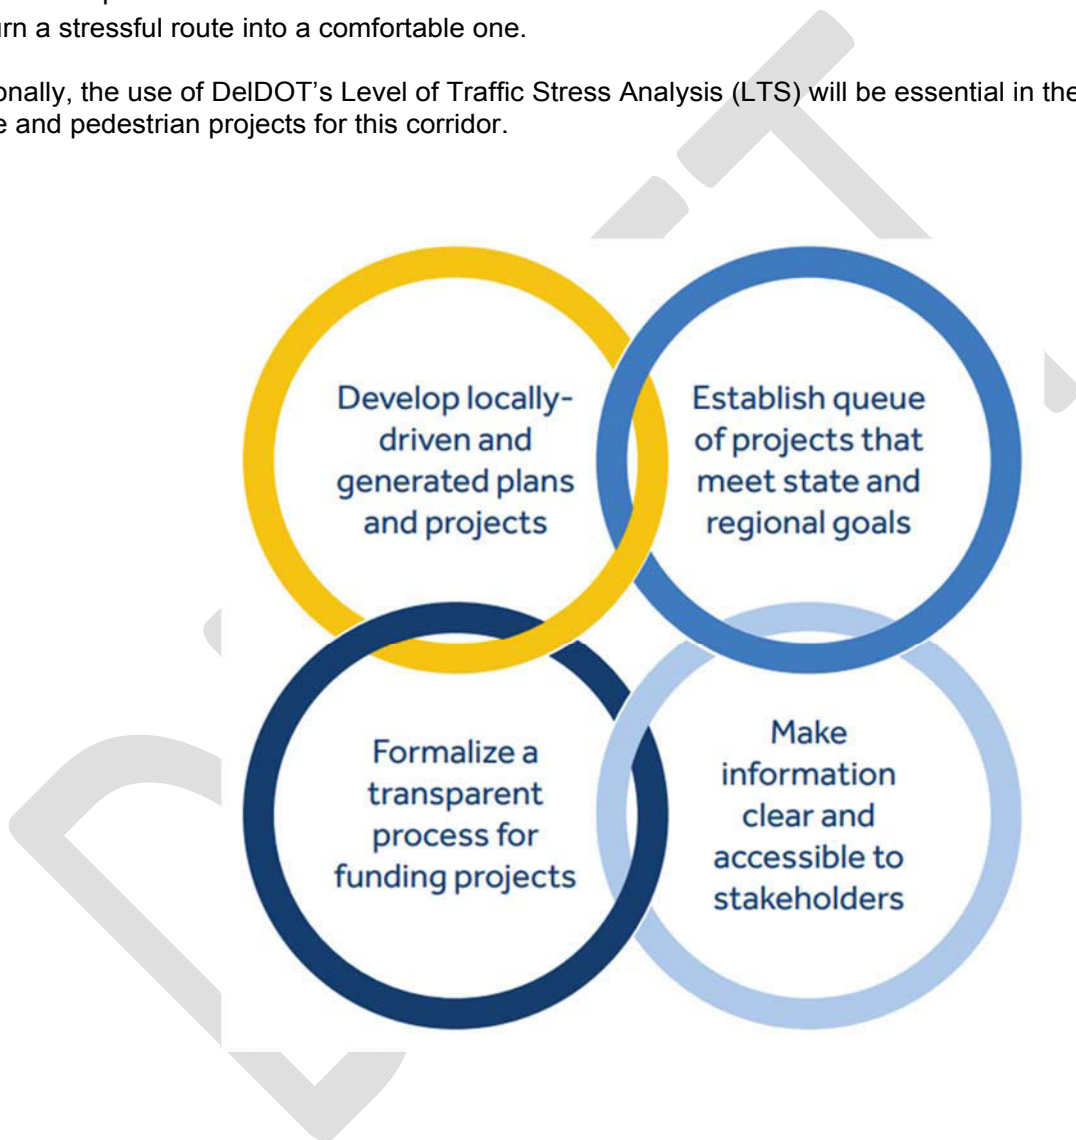 urn a stressful route into a comfortable one.
onally, the use of DelDOT's Level of Traffic Stress Analysis (LTS) will be essential in the
e and pedestrian projects for this corridor.
Develop locally-
driven and
generated plans
and projects
Establish queue
of projects that
meet state and
regional goals
Formalize a
transparent
process for
funding projects
Make
information
clear and
accessible to
stakeholders